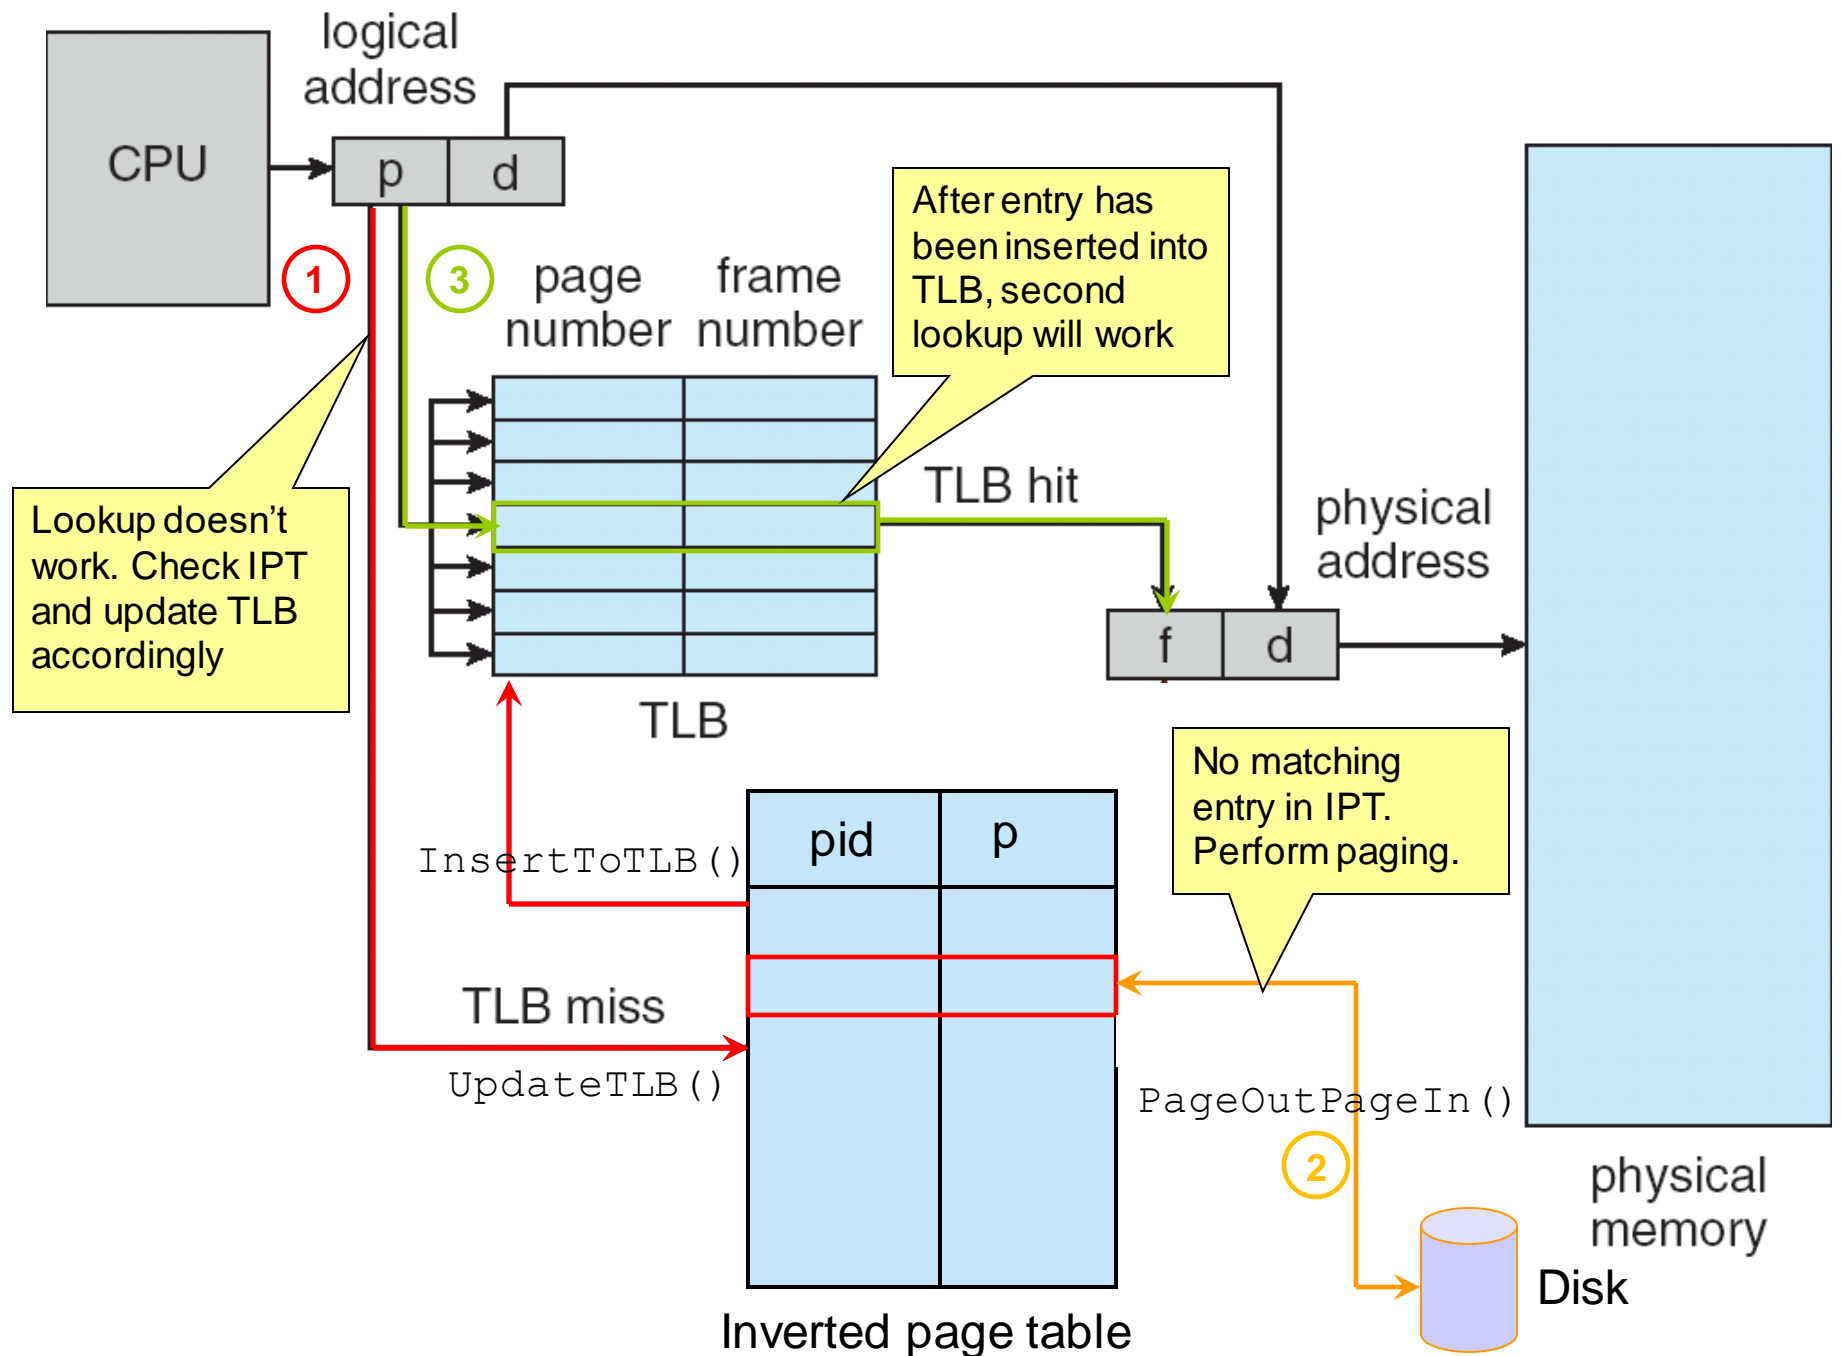 logical
address
CPU
p
d
1
3
After entry has
been inserted into
TLB, second
lookup will work
page
number
frame
number
TLB hit
physical
address
Lookup doesn't
work. Check IPT
and update TLB
accordingly
f
d
TLB
No matching
entry in IPT.
Perform paging.
pid
p
InsertToTLB()
TLB miss
UpdateTLB()
PageOutPageIn()
2
physical
memory
Disk
Inverted page table